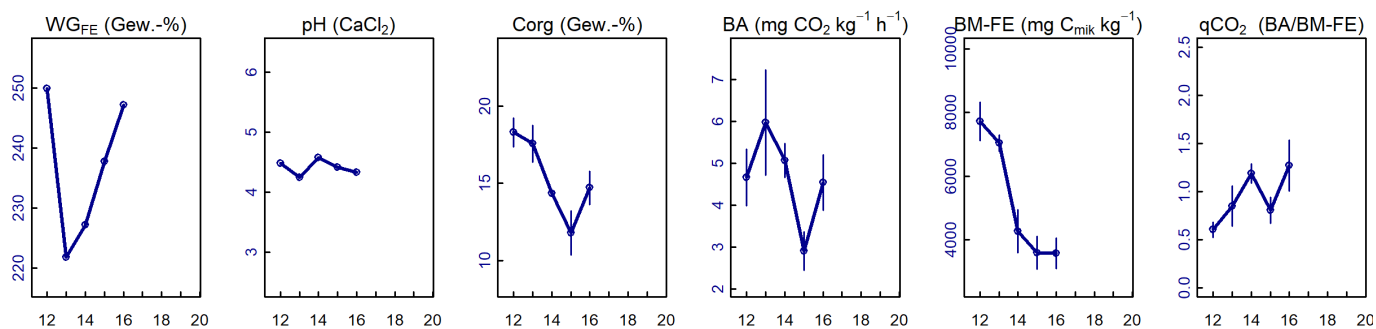 WG_FE (Gew.-%)
220 230 240 250
12 14 16 18 20
pH (CaCl₂)
3 4 5 6
12 14 16 18 20
Corg (Gew.-%)
10 15 20
12 14 16 18 20
BA (mg CO₂ kg⁻¹ h⁻¹)
2 3 4 5 6 7
12 14 16 18 20
BM-FE (mg C_mik kg⁻¹)
4000 6000 8000 10000
12 14 16 18 20
qCO₂ (BA/BM-FE)
0.0 0.5 1.0 1.5 2.0 2.5
12 14 16 18 20